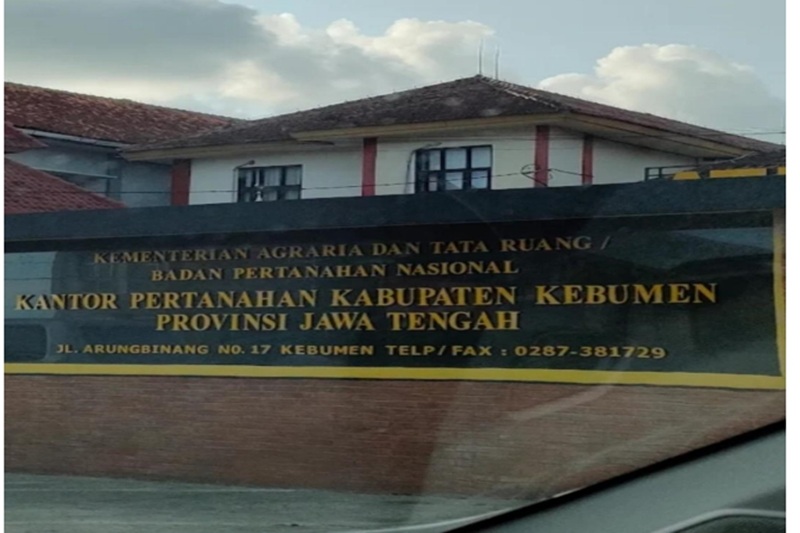 KEMENTERIAN AGRARIA DAN TATA RUANG /
BADAN PERTANAHAN NASIONAL
KANTOR PERTANAHAN KABUPATEN KEBUMEN
PROVINSI JAWA TENGAH
JL. ARUNGBINANG NO. 17 KEBUMEN TELP/FAX : 0287-381729